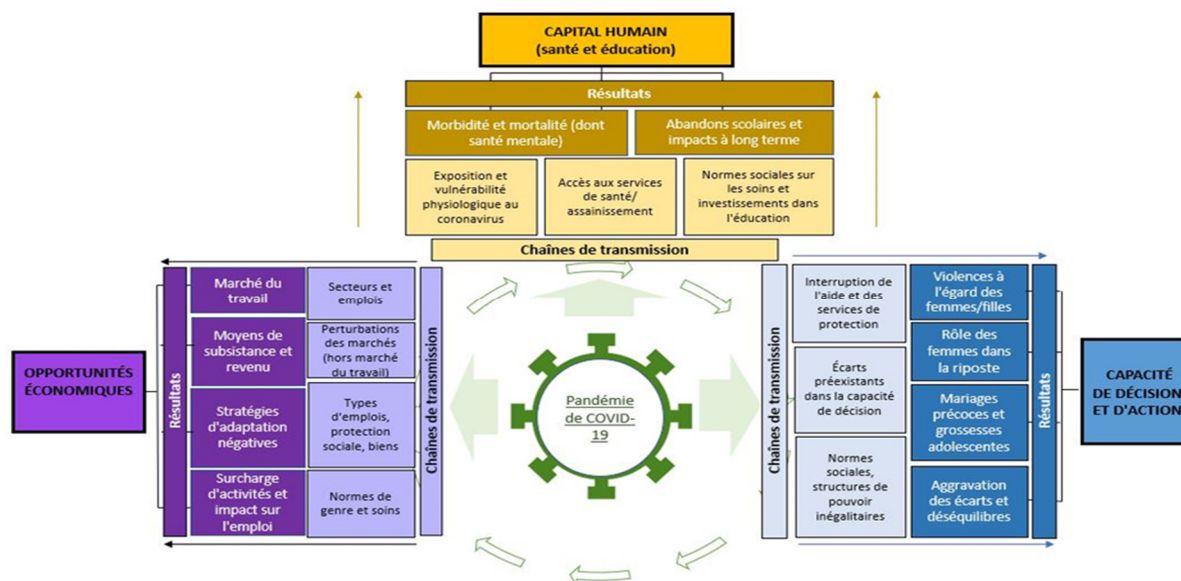 CAPITAL HUMAIN
(santé et éducation)
Résultats
Morbidité et mortalité (dont
santé mentale)
Abandons scolaires et
impacts à long terme
Exposition et
vulnérabilité
physiologique au
coronavirus
Accès aux services
de santé/
assainissement
Normes sociales sur
les soins et
investissements dans
l'éducation
Chaînes de transmission
OPPORTUNITÉS
ÉCONOMIQUES
Résultats
Marché du
travail
Moyens de
subsistance et
revenu
Stratégies
d'adaptation
négatives
Surcharge
d'activités et
impact sur
l'emploi
Secteurs et
emplois
Perturbations
des marchés
(hors marché
du travail)
Types
d'emplois,
protection
sociale, biens
Normes de
genre et soins
Chaînes de transmission
Pandémie
de COVID-
19
Chaînes de transmission
Interruption de
l'aide et des
services de
protection
Écarts
préexistants
dans la capacité
de décision
Normes
sociales,
structures de
pouvoir
inégalitaires
Violences à
l'égard des
femmes/filles
Rôle des
femmes dans
la riposte
Mariages
précoces et
grossesses
adolescentes
Aggravation
des écarts et
déséquilibres
Résultats
CAPACITÉ
DE DÉCISION
ET D'ACTION